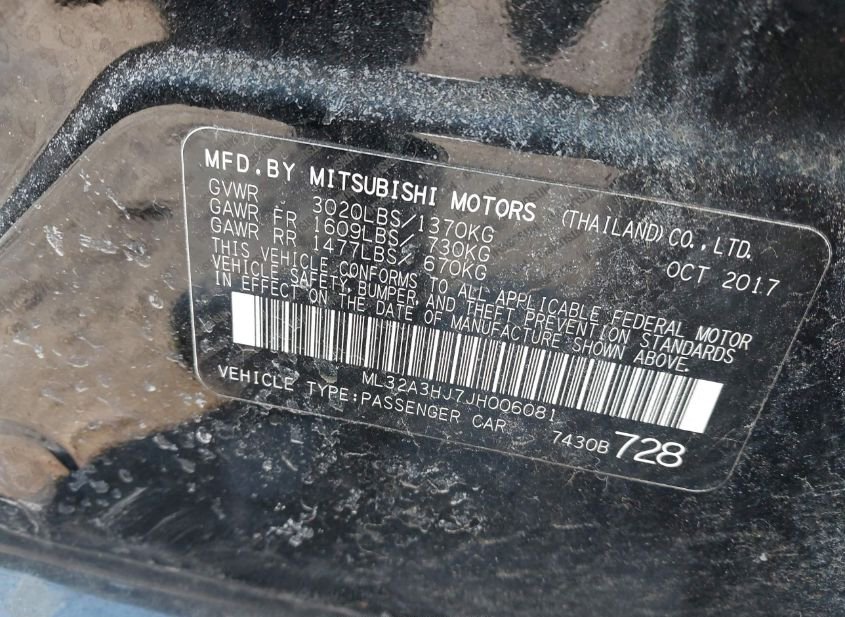 MFD.BY MITSUBISHI MOTORS (THAILAND)CO.,LTD.
GVWR 3020LBS/1370KG OCT 2017
GAWR FR 1609LBS/ 730KG
GAWR RR 1477LBS/ 670KG
THIS VEHICLE CONFORMS TO ALL APPLICABLE FEDERAL MOTOR
VEHICLE SAFETY, BUMPER, AND THEFT PREVENTION STANDARDS
IN EFFECT ON THE DATE OF MANUFACTURE SHOWN ABOVE.
ML32A3HJ7JH006081
VEHICLE TYPE:PASSENGER CAR 7430B 728